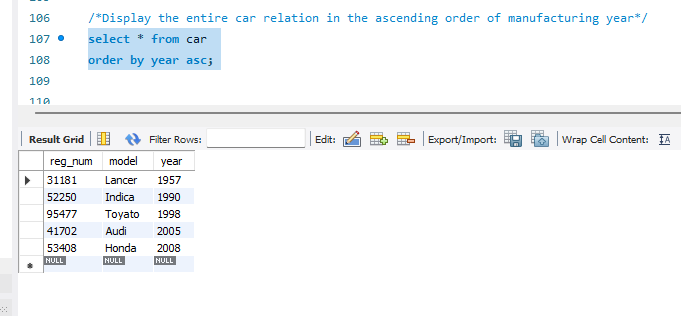 106 /*Display the entire car relation in the ascending order of manufacturing year*/
107 select * from car
108 order by year asc;
109
110
Result Grid Filter Rows: Edit: Export/Import: Wrap Cell Content:
reg_num model year
31181 Lancer 1957
52250 Indica 1990
95477 Toyato 1998
41702 Audi 2005
53408 Honda 2008
NULL NULL NULL